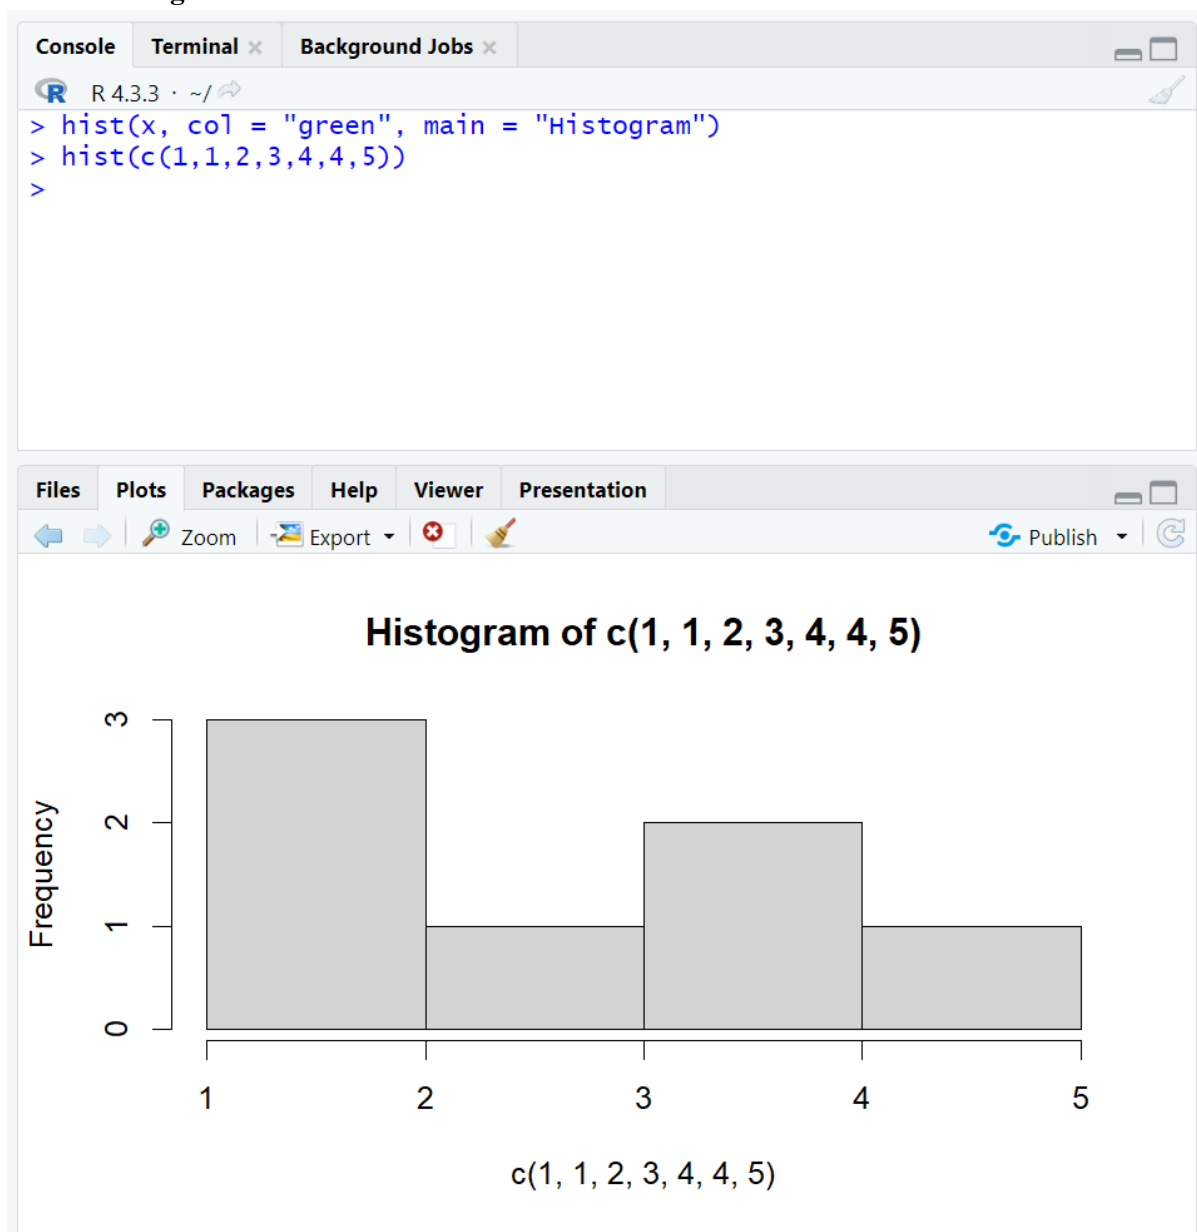 Console Terminal Background Jobs
R R 4.3.3 · ~/
> hist(x, col = "green", main = "Histogram")
> hist(c(1,1,2,3,4,4,5))
>
Files Plots Packages Help Viewer Presentation
Zoom Export Publish
Histogram of c(1, 1, 2, 3, 4, 4, 5)
Frequency
3
2
1
0
1 2 3 4 5
c(1, 1, 2, 3, 4, 4, 5)